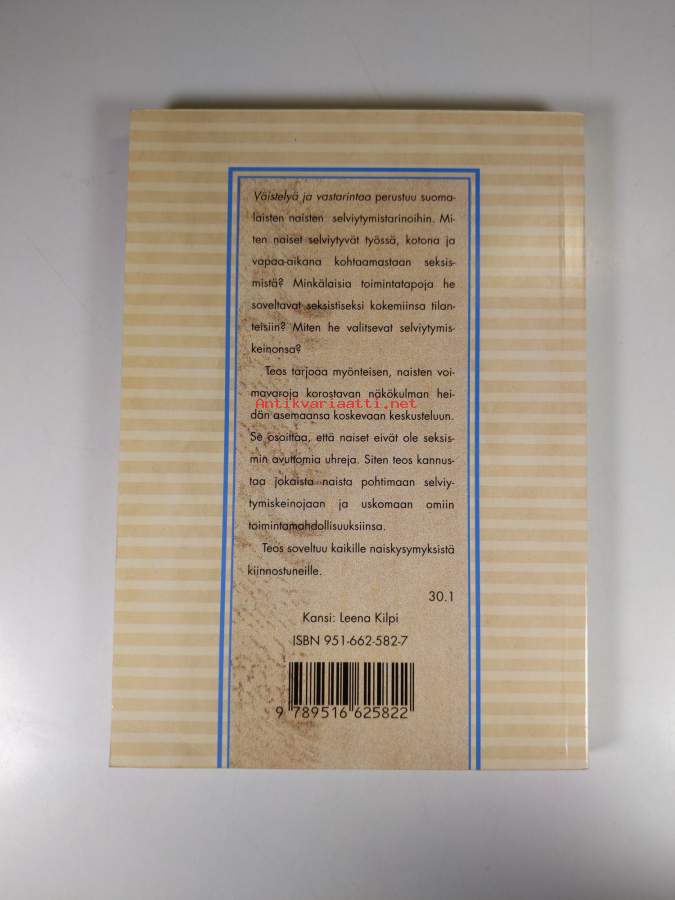 Väistelyä ja vastarintaa perustuu suoma-
laisten naisten selviytymistarinoihin. Mi-
ten naiset selviytyvät työssä, kotona ja
vapaa-aikana kohtaamastaan seksis-
mistä? Minkälaisia toimintatapoja he
soveltavat seksistiseksi kokemiinsa tilan-
teisiin? Miten he valitsevat selviytymis-
keinonsa?
Teos tarjoaa myönteisen, naisten voi-
mavaroja korostavan näkökulman hei-
Antikvariaatti.net
dän asemaansa koskevaan keskusteluun.
Se osoittaa, että naiset eivät ole seksis-
min avuttomia uhreja. Siten teos kannus-
taa jokaista naista pohtimaan selviy-
tymiskeinojaan ja uskomaan omiin
toimintamahdollisuuksiinsa.
Teos soveltuu kaikille naiskysymyksistä
kiinnostuneille.
30.1
Kansi: Leena Kilpi
ISBN 951-662-582-7
9 789516 625822